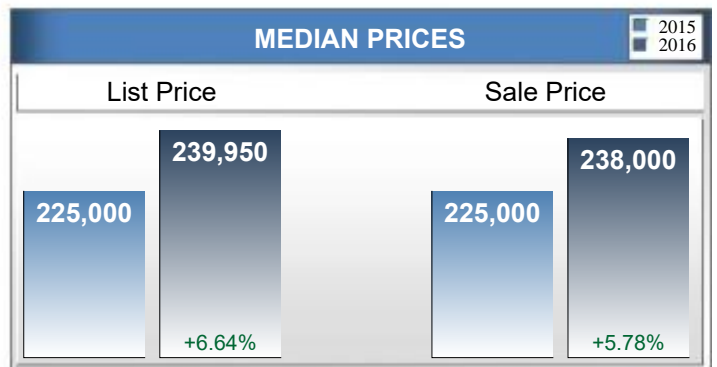 MEDIAN PRICES
2015
2016
List Price
Sale Price
225,000
239,950
+6.64%
225,000
238,000
+5.78%